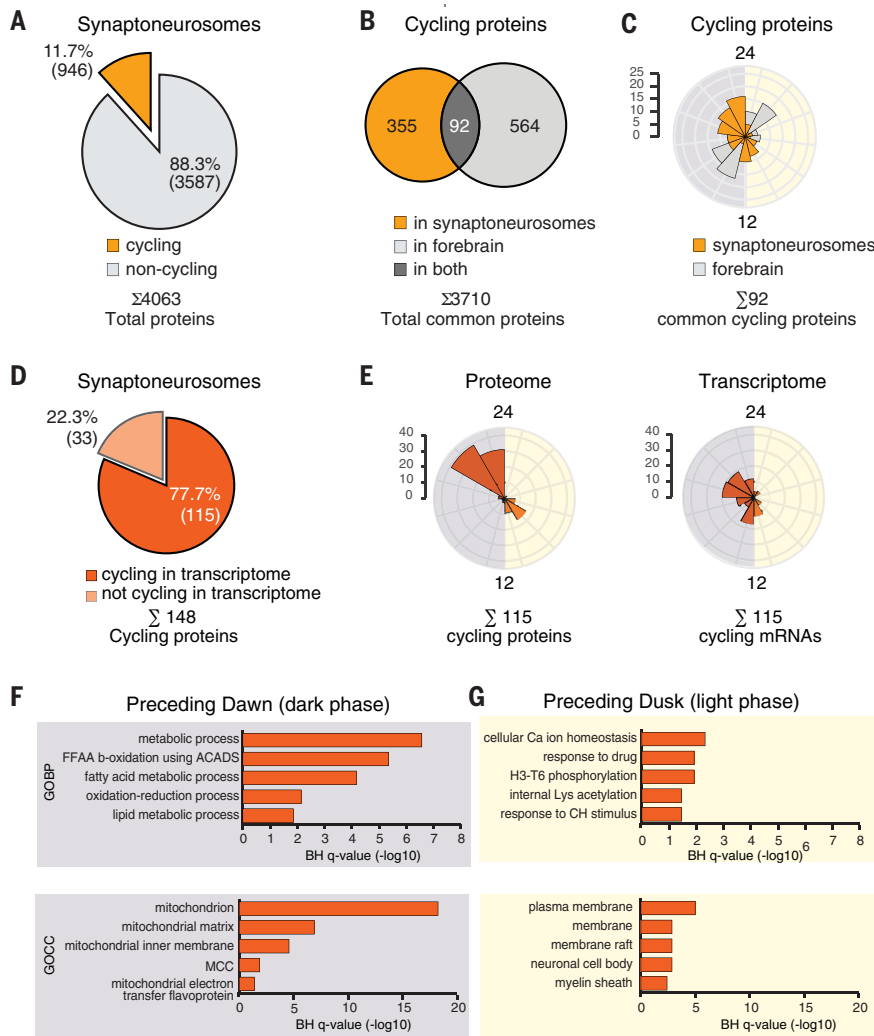 A
Synaptoneurosomes
11.7%
(946)
88.3%
(3587)
cycling
non-cycling
Σ4063
Total proteins
B
Cycling proteins
355
92
564
in synaptoneurosomes
in forebrain
in both
Σ3710
Total common proteins
C
Cycling proteins
24
25
20
15
10
5
0
12
synaptoneurosomes
forebrain
∑92
common cycling proteins
D
Synaptoneurosomes
22.3%
(33)
77.7%
(115)
cycling in transcriptome
not cycling in transcriptome
∑ 148
Cycling proteins
E
Proteome
24
40
30
20
10
0
12
∑ 115
cycling proteins
Transcriptome
24
40
30
20
10
0
12
∑ 115
cycling mRNAs
F
Preceding Dawn (dark phase)
GOBP
metabolic process
FFAA b-oxidation using ACADS
fatty acid metabolic process
oxidation-reduction process
lipid metabolic process
0 1 2 3 4 5 6 7 8
BH q-value (-log10)
GOCC
mitochondrion
mitochondrial matrix
mitochondrial inner membrane
MCC
mitochondrial electron
transfer flavoprotein
0 5 10 15 20
BH q-value (-log10)
G
Preceding Dusk (light phase)
cellular Ca ion homeostasis
response to drug
H3-T6 phosphorylation
internal Lys acetylation
response to CH stimulus
0 1 2 3 4 5 6 7 8
BH q-value (-log10)
plasma membrane
membrane
membrane raft
neuronal cell body
myelin sheath
0 5 10 15 20
BH q-value (-log10)